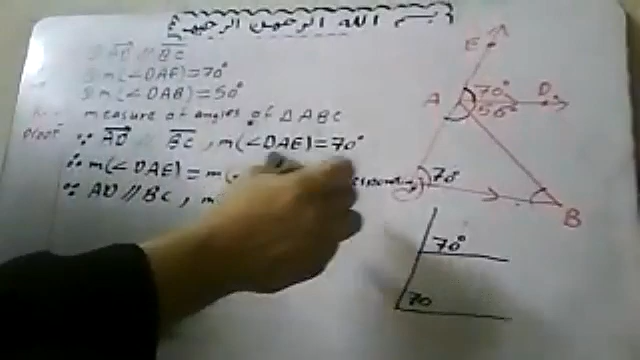 بسم الله الرحمن الرحيم
AD // BC
m(∠DAE)=70°
m(∠DAB)=50°
measure of angles of ΔABC
Proof
∵ AD // BC , m(∠DAE)=70°
∴ m(∠DAE)=m(
∵ AD // BC , m
E
A
70°
50°
D
70°
B
70°
70